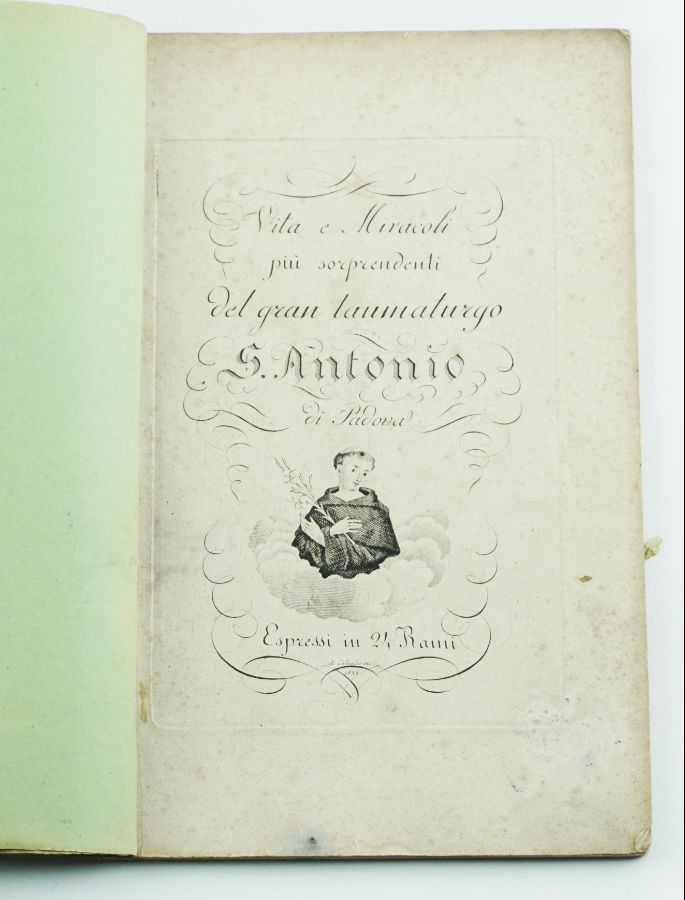 Vita e Miracoli
più sorprendenti
del gran taumaturgo
S. Antonio
di Padova
Espressi in 24 Rami